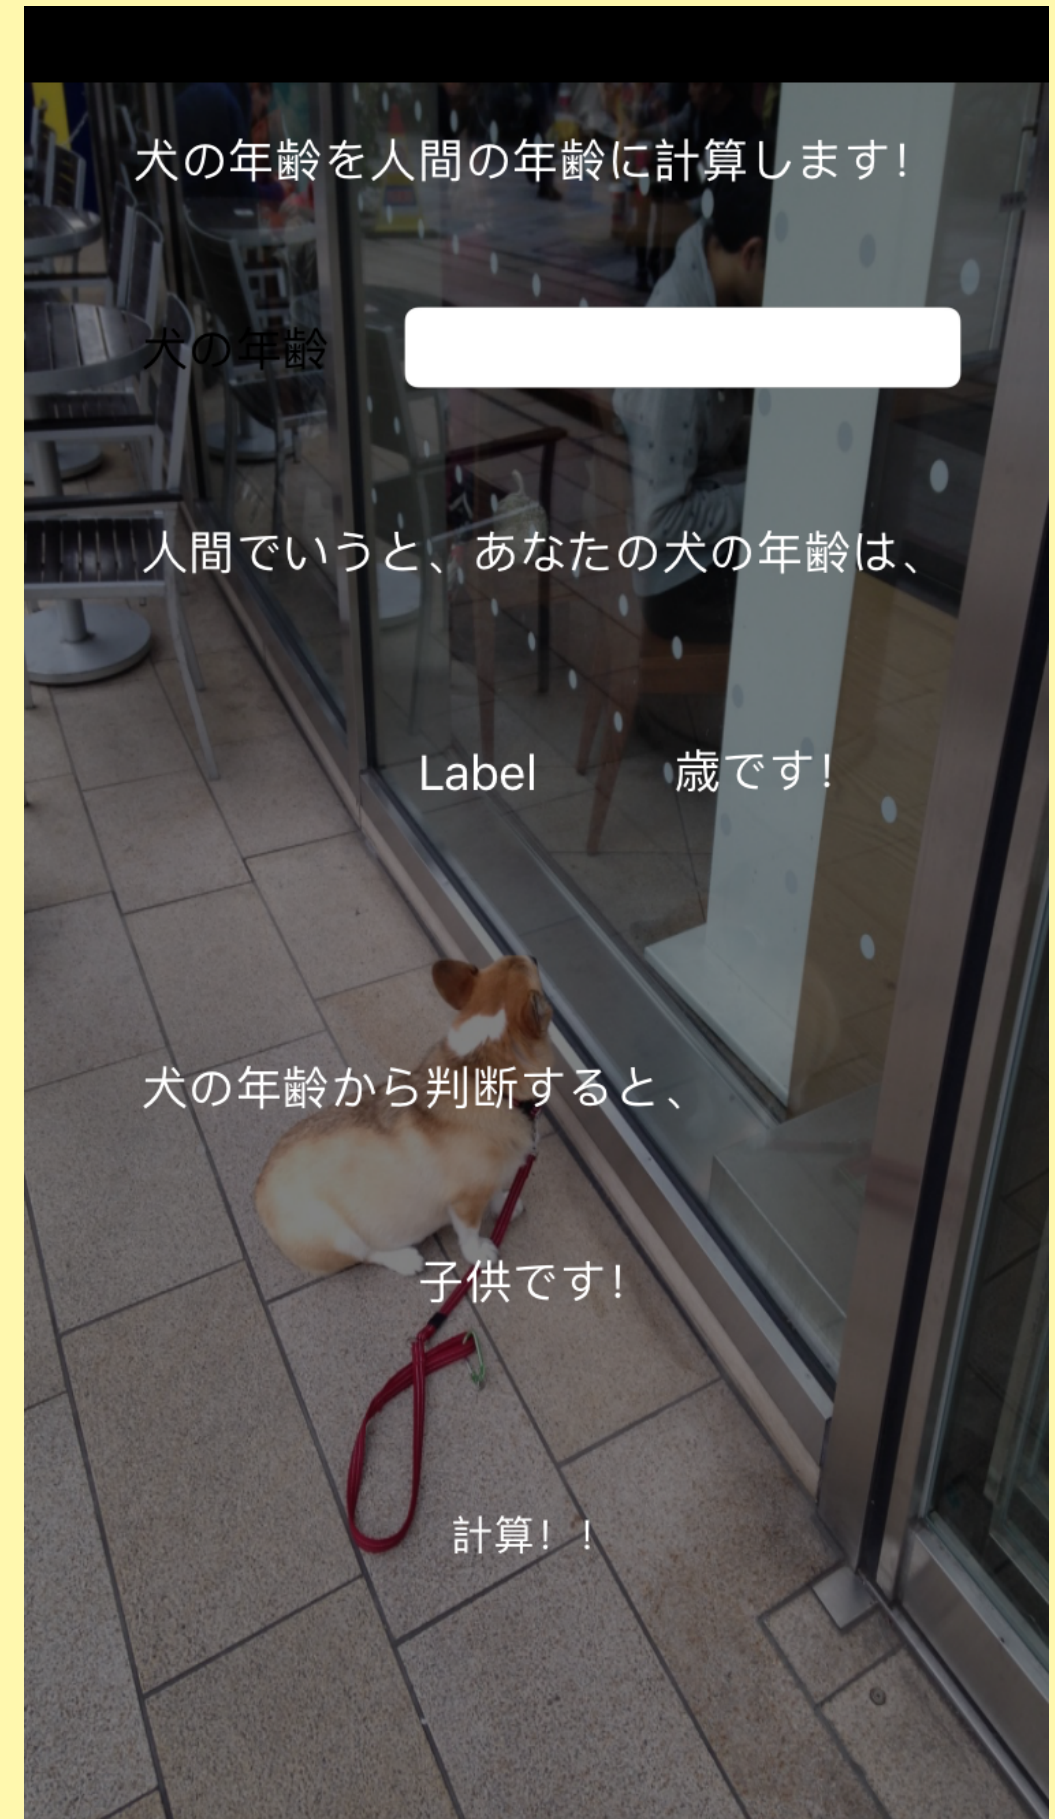 犬の年齢を人間の年齢に計算します!
犬の年齢
人間でいうと、あなたの犬の年齢は、
Label 歳です!
犬の年齢から判断すると、
子供です!
計算!!